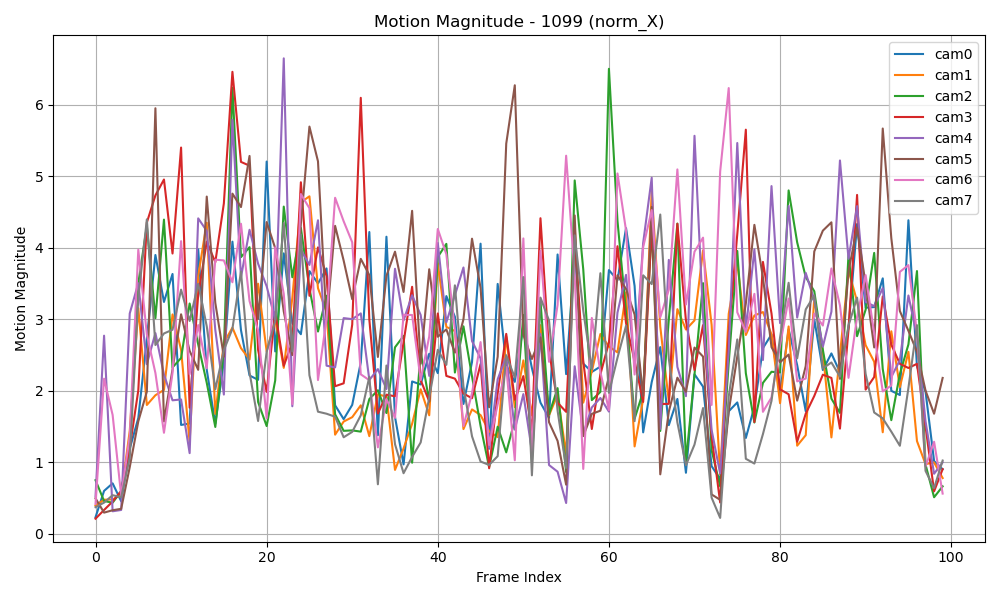 Motion Magnitude - 1099 (norm_X)
Motion Magnitude
6
5
4
3
2
1
0
0 20 40 60 80 100
Frame Index
cam0
cam1
cam2
cam3
cam4
cam5
cam6
cam7